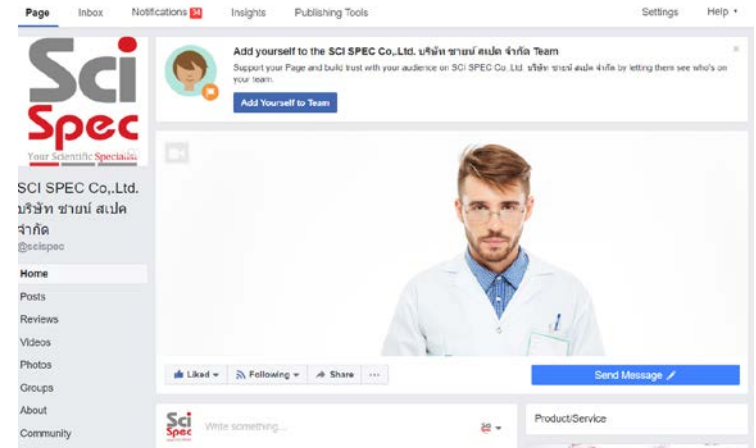 Page Inbox Notifications 38 Insights Publishing Tools Settings Help
Sci
Spec
Your Scientific Specialist
Add yourself to the SCI SPEC Co,.Ltd. บริษัท ซายน์ สเปค จำกัด Team
Support your Page and build trust with your audience on SCI SPEC Co,.Ltd. บริษัท ซายน์ สเปค จำกัด by letting them see who's on
your team.
Add Yourself to Team
SCI SPEC Co,.Ltd.
บริษัท ซายน์ สเปค
จำกัด
@scispec
Home
Posts
Reviews
Videos
Photos
Groups
About
Community
Liked Following Share ...
Send Message
Sci
Spec
Write something...
Product/Service